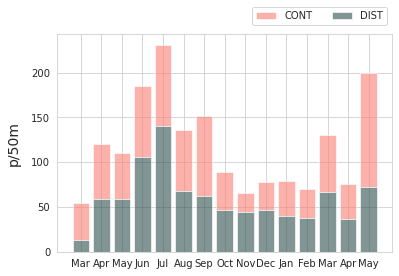 CONT DIST
p/50m
200
150
100
50
0
Mar Apr May Jun Jul Aug Sep Oct Nov Dec Jan Feb Mar Apr May